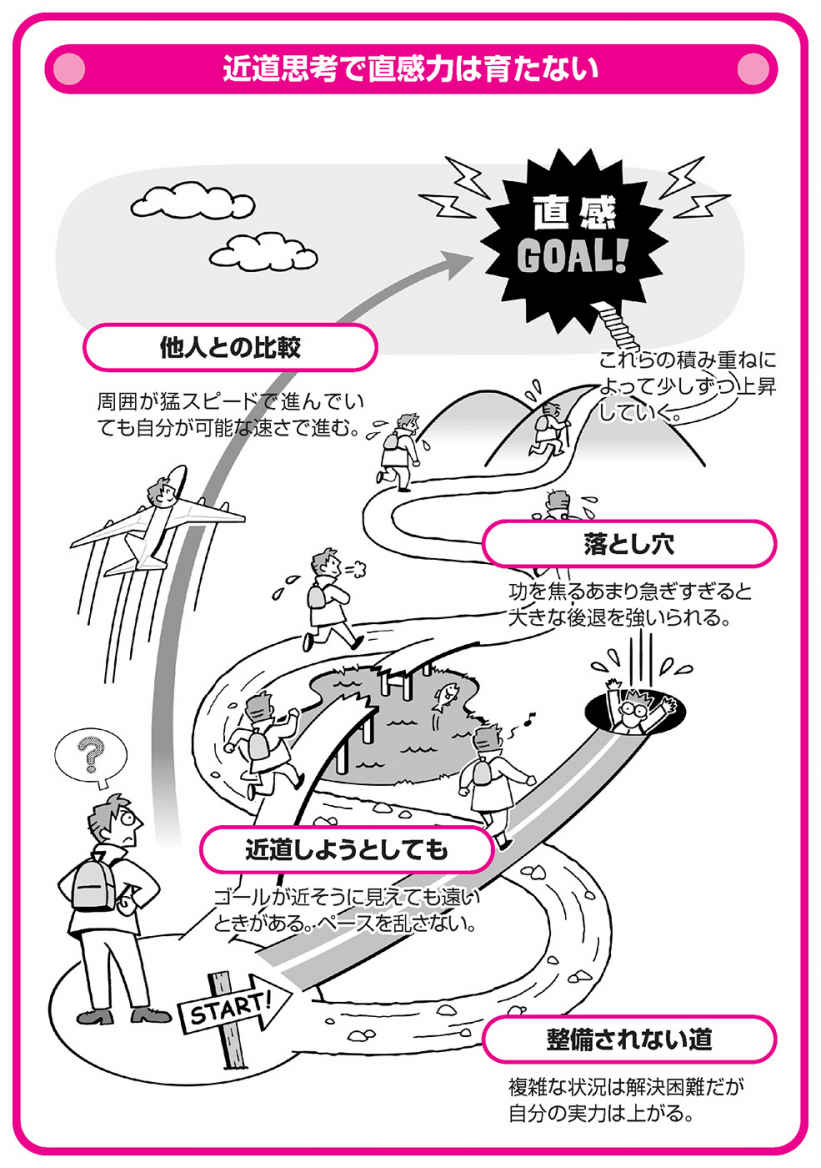 近道思考で直感力は育たない
直感
GOAL!
他人との比較
周囲が猛スピードで進んでい
ても自分が可能な速さで進む。
これらの積み重ねに
よって少しずつ上昇
していく。
落とし穴
功を焦るあまり急ぎすぎると
大きな後退を強いられる。
?
近道しようとしても
ゴールが近そうに見えても遠い
ときがある。ペースを乱さない。
START!
整備されない道
複雑な状況は解決困難だが
自分の実力は上がる。